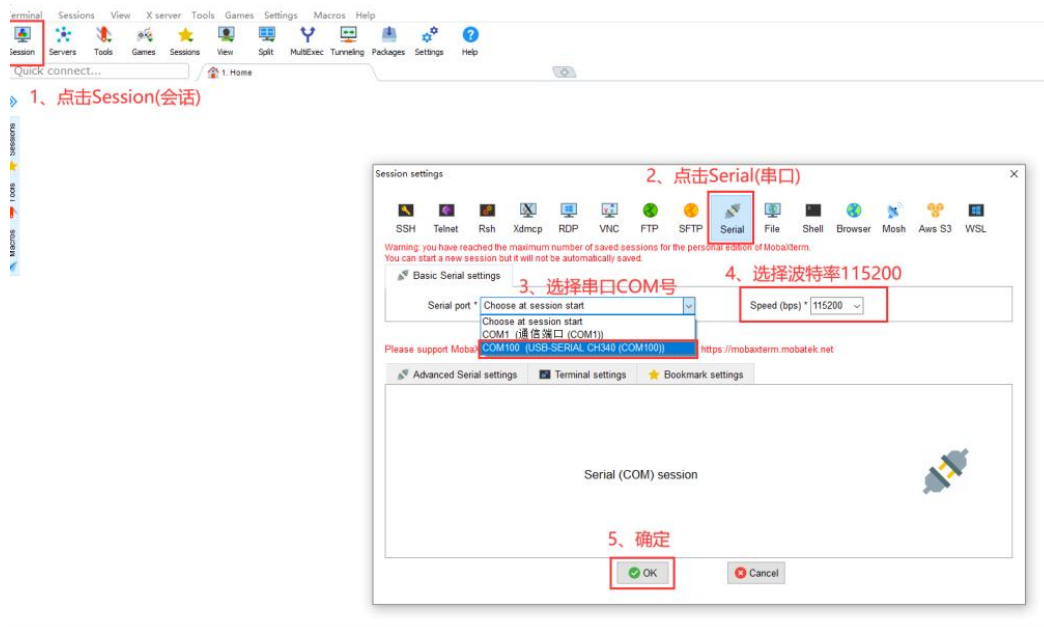 Terminal Sessions View X server Tools Games Settings Macros Help
Session Servers Tools Games Sessions View Split MultiExec Tunneling Packages Settings Help
Quick connect... 1. Home
1、点击Session(会话)
Sessions
Tools
Macros
Session settings
2、点击Serial(串口)
SSH Telnet Rsh Xdmcp RDP VNC FTP SFTP Serial File Shell Browser Mosh Aws S3 WSL
Warning: you have reached the maximum number of saved sessions for the personal edition of MobaXterm.
You can start a new session but it will not be automatically saved.
Basic Serial settings
3、选择串口COM号
4、选择波特率115200
Serial port * Choose at session start Speed (bps) * 115200
Choose at session start
COM1 (通信端口 (COM1))
COM100 (USB-SERIAL CH340 (COM100))
Please support Moba https://mobaxterm.mobatek.net
Advanced Serial settings Terminal settings Bookmark settings
Serial (COM) session
5、确定
OK Cancel